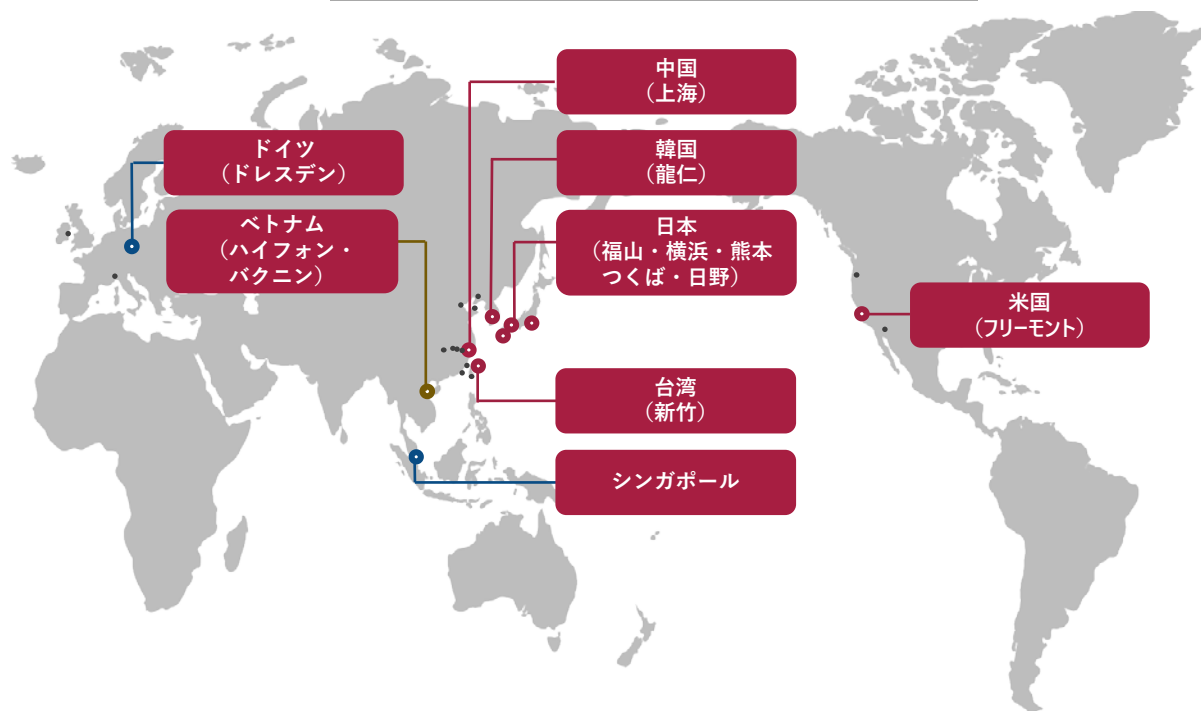 中国
（上海）
ドイツ
（ドレスデン）
韓国
（龍仁）
ベトナム
（ハイフォン・
バクニン）
日本
（福山・横浜・熊本
つくば・日野）
米国
（フリーモント）
台湾
（新竹）
シンガポール